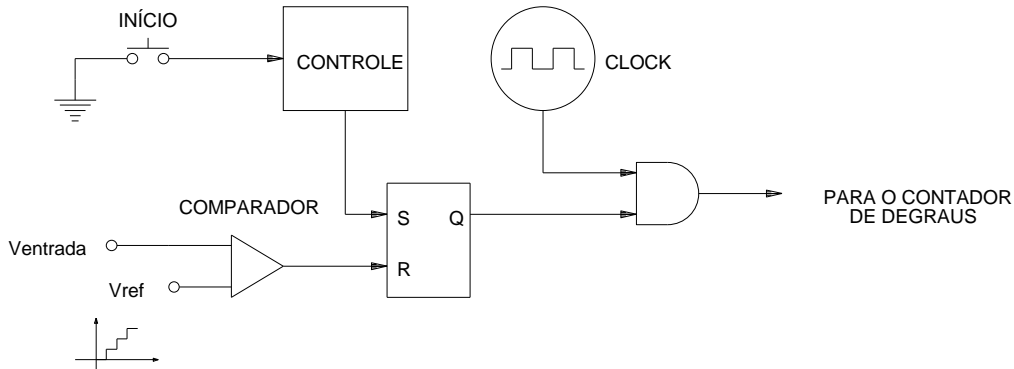 INÍCIO
CONTROLE
CLOCK
COMPARADOR
S
Q
R
PARA O CONTADOR
DE DEGRAUS
Ventrada
Vref